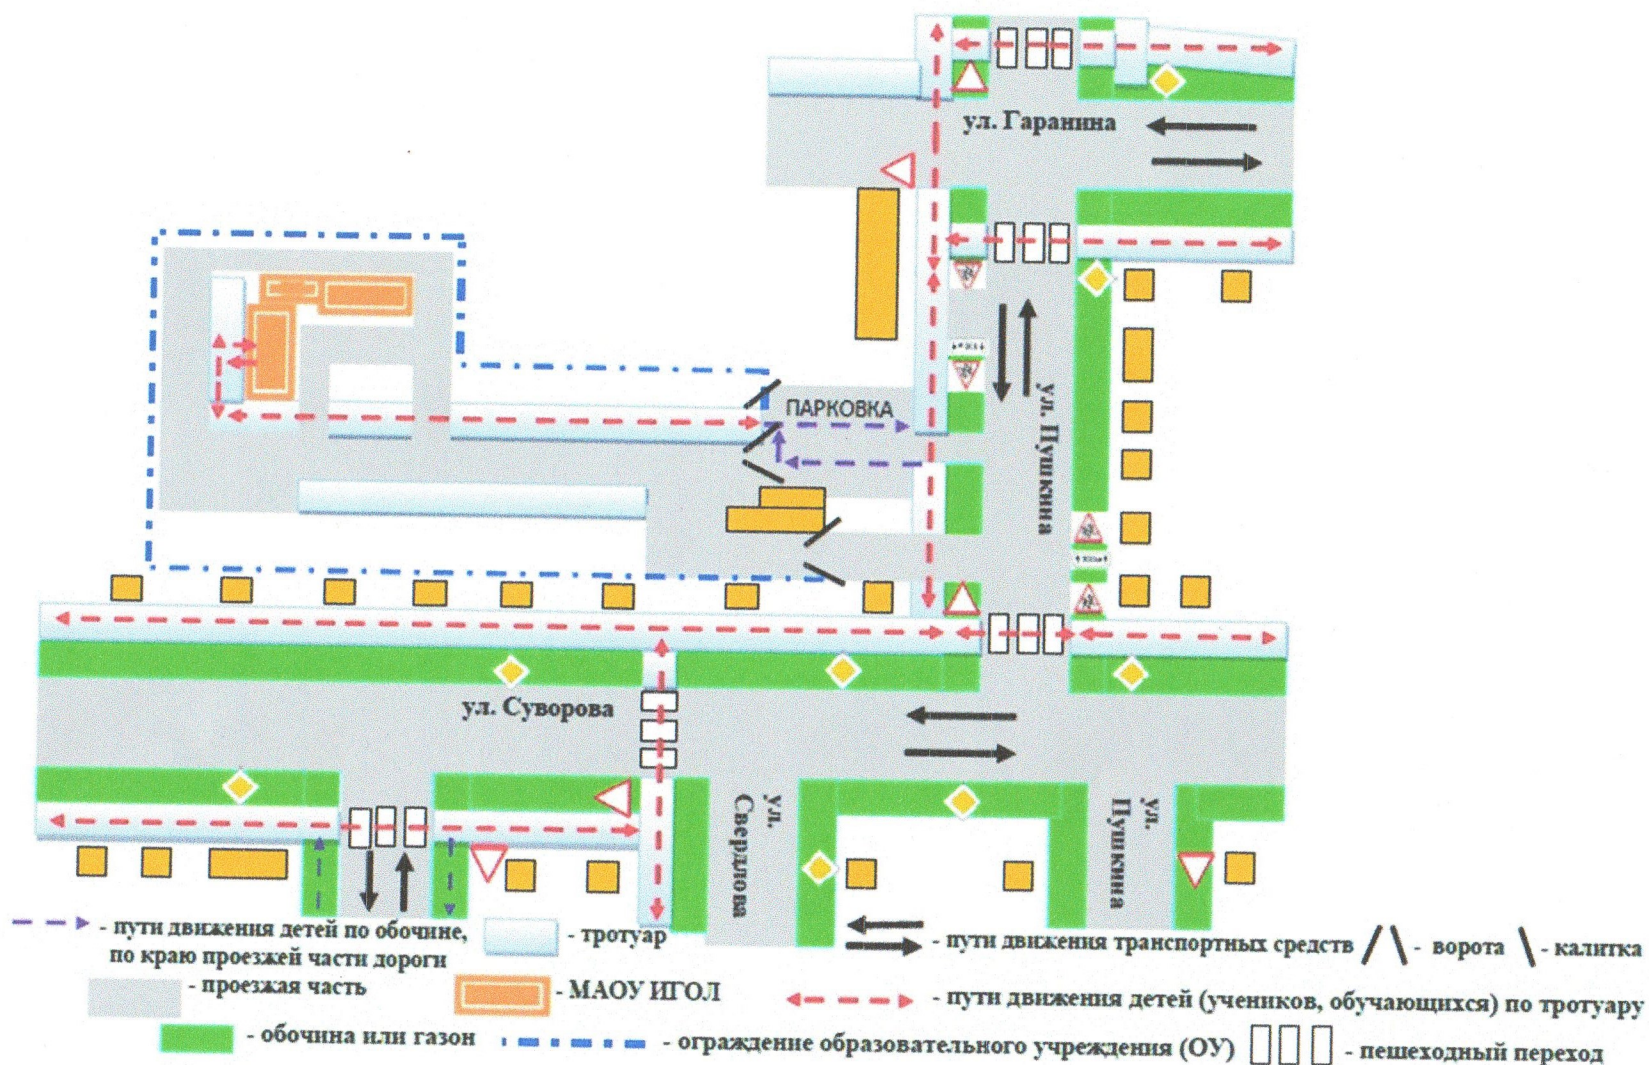 ул. Гаранина
ПАРКОВКА
ул. Пушкина
ул. Суворова
ул.
Свердлова
ул.
Пушкина
- пути движения детей по обочине,
по краю проезжей части дороги
- тротуар
- пути движения транспортных средств
- ворота
- калитка
- проезжая часть
- МАОУ ИГОЛ
- пути движения детей (учеников, обучающихся) по тротуару
- обочина или газон
- ограждение образовательного учреждения (ОУ)
- пешеходный переход